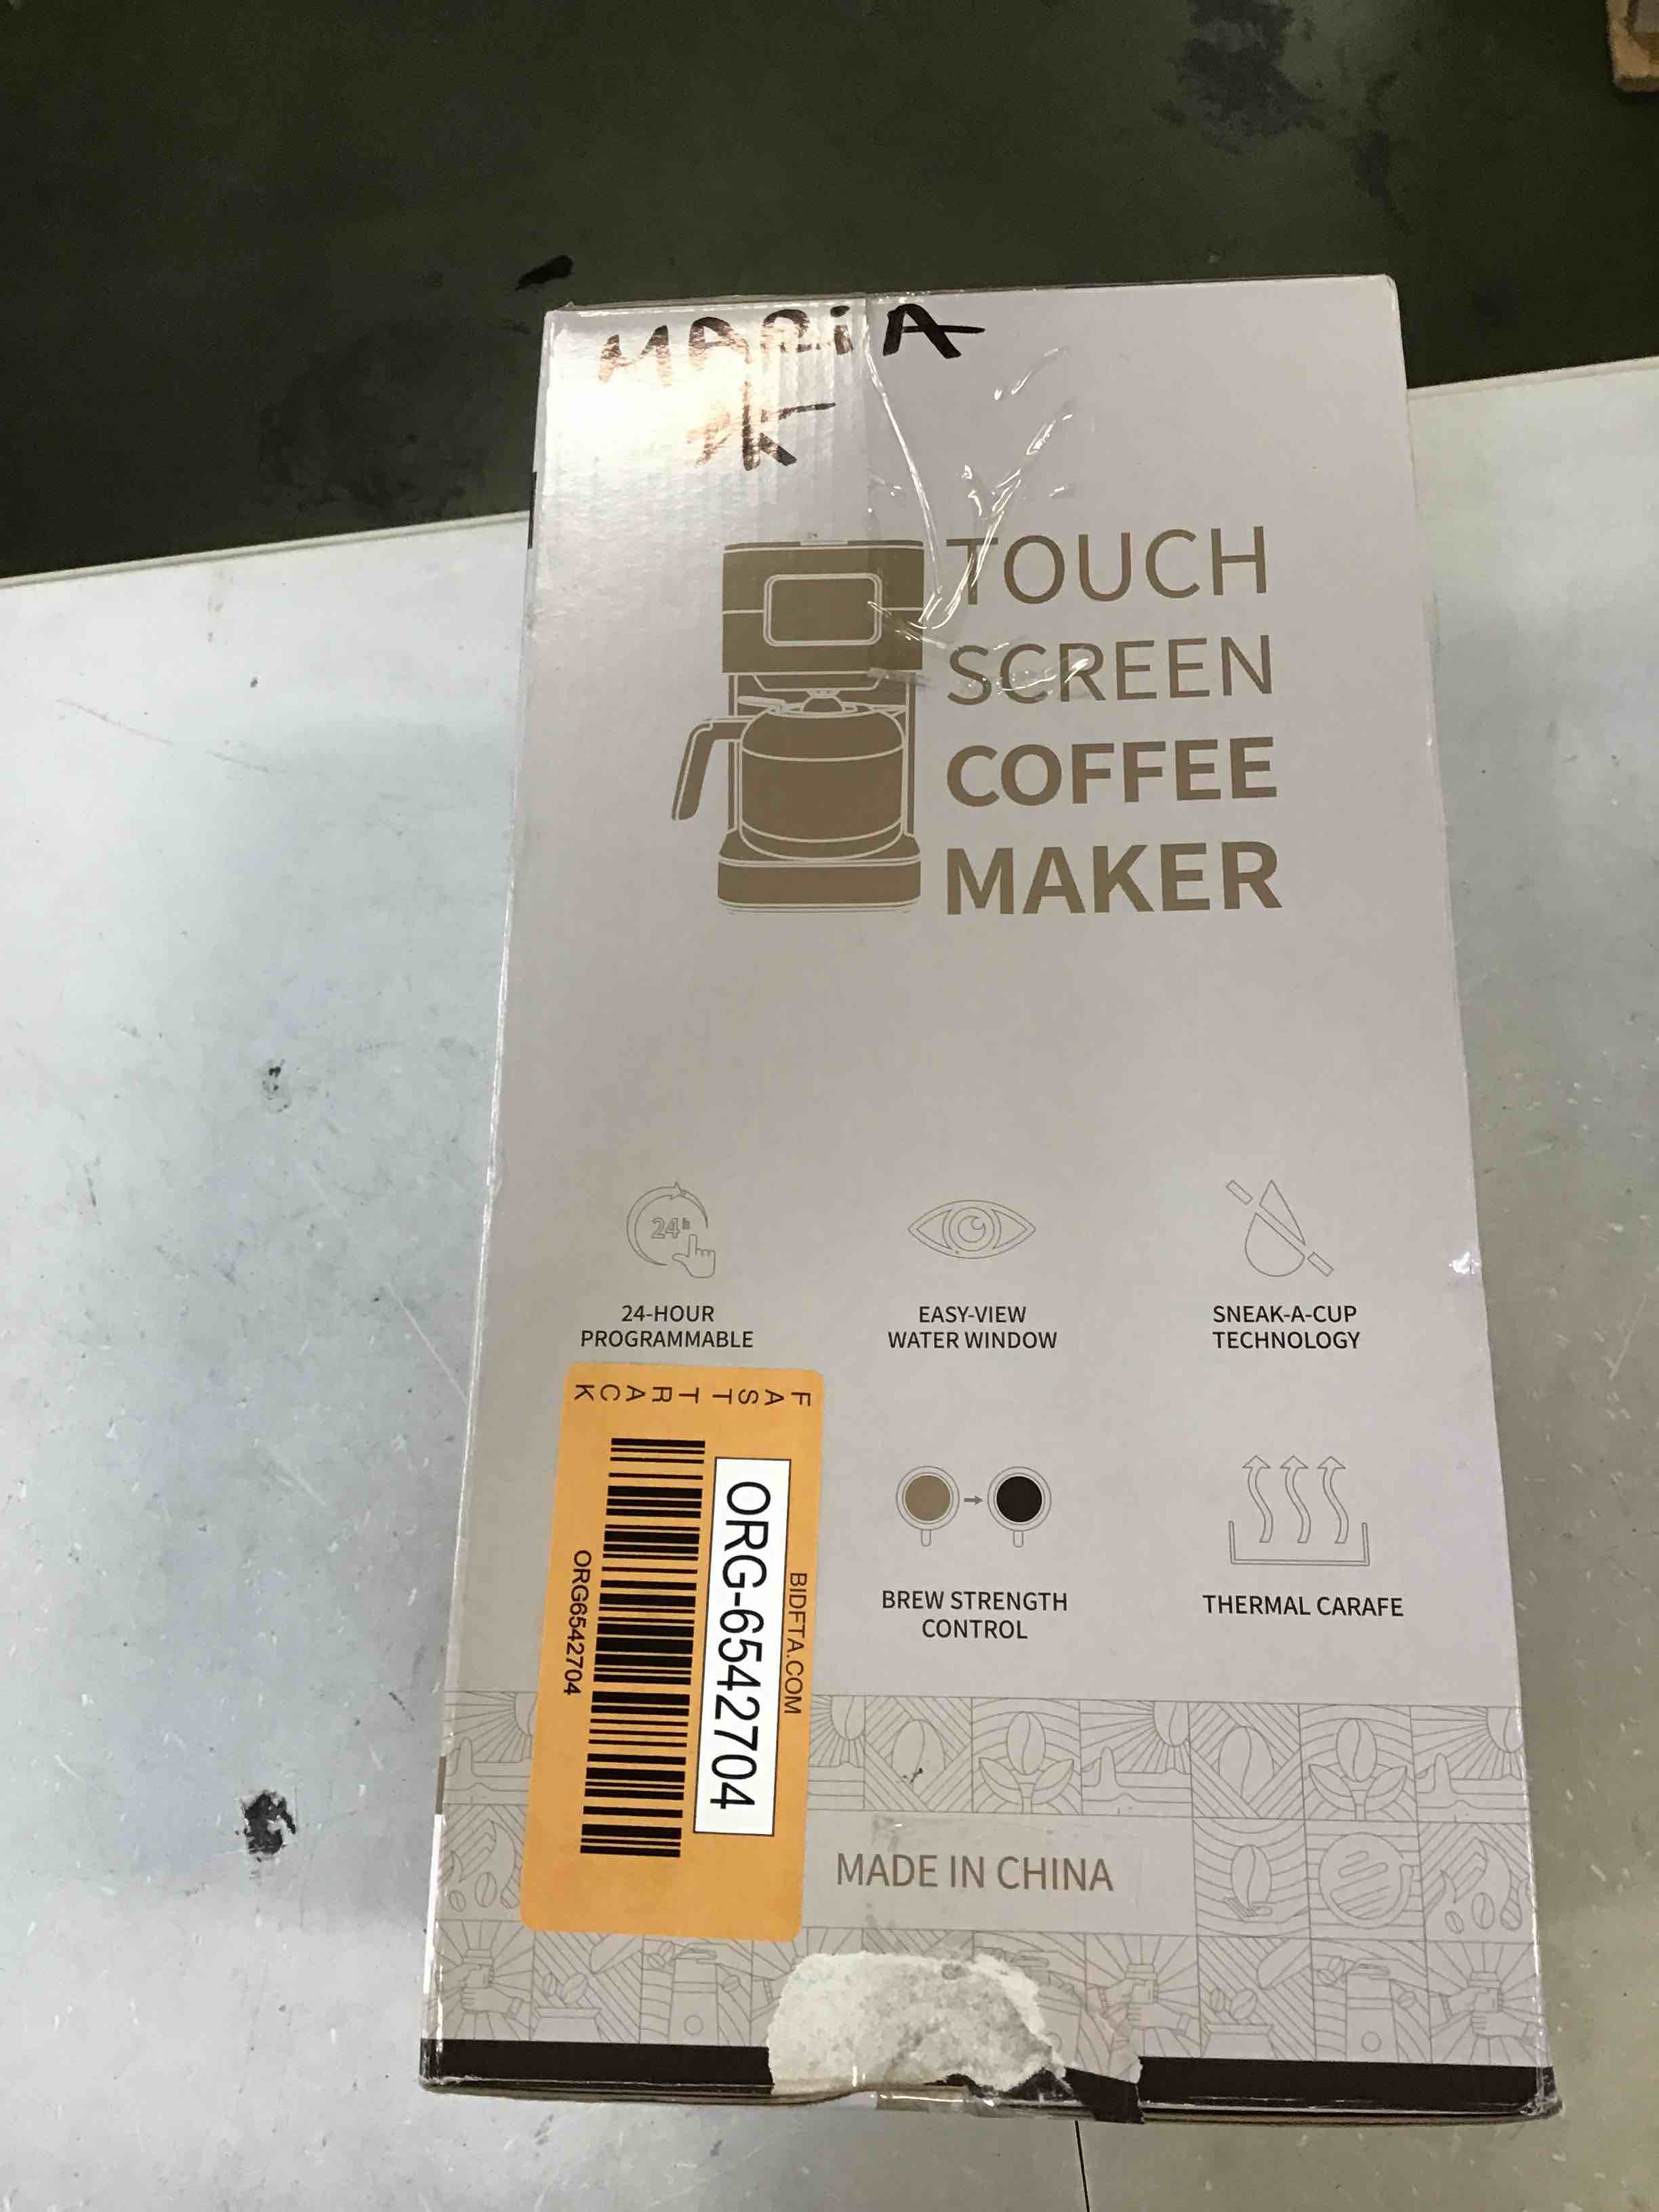 MARiA
TOUCH
SCREEN
COFFEE
MAKER
24h
24-HOUR
PROGRAMMABLE
EASY-VIEW
WATER WINDOW
SNEAK-A-CUP
TECHNOLOGY
BREW STRENGTH
CONTROL
THERMAL CARAFE
FAST TRACK
BIDFTA.COM
ORG-6542704
ORG6542704
MADE IN CHINA